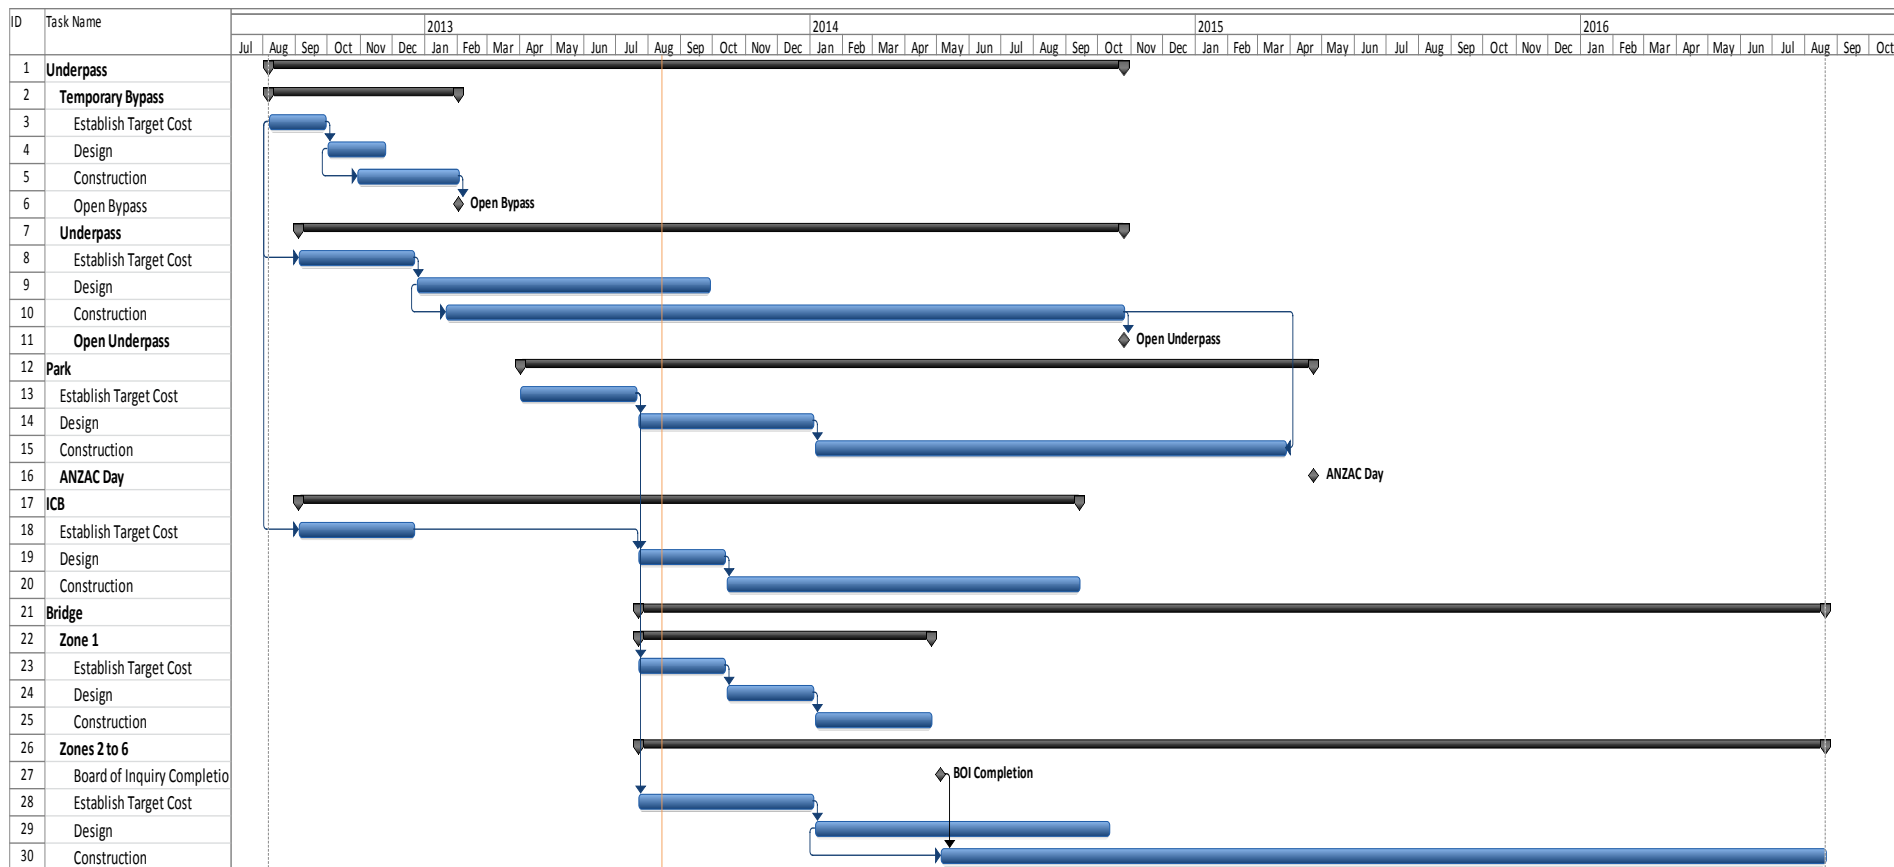 ID Task Name 2013 2014 2015 2016
Jul Aug Sep Oct Nov Dec Jan Feb Mar Apr May Jun Jul Aug Sep Oct Nov Dec Jan Feb Mar Apr May Jun Jul Aug Sep Oct Nov Dec Jan Feb Mar Apr May Jun Jul Aug Sep Oct Nov Dec Jan Feb Mar Apr May Jun Jul Aug Sep Oct
1 Underpass
2 Temporary Bypass
3 Establish Target Cost
4 Design
5 Construction
6 Open Bypass Open Bypass
7 Underpass
8 Establish Target Cost
9 Design
10 Construction
11 Open Underpass Open Underpass
12 Park
13 Establish Target Cost
14 Design
15 Construction
16 ANZAC Day ANZAC Day
17 ICB
18 Establish Target Cost
19 Design
20 Construction
21 Bridge
22 Zone 1
23 Establish Target Cost
24 Design
25 Construction
26 Zones 2 to 6
27 Board of Inquiry Completio BOI Completion
28 Establish Target Cost
29 Design
30 Construction